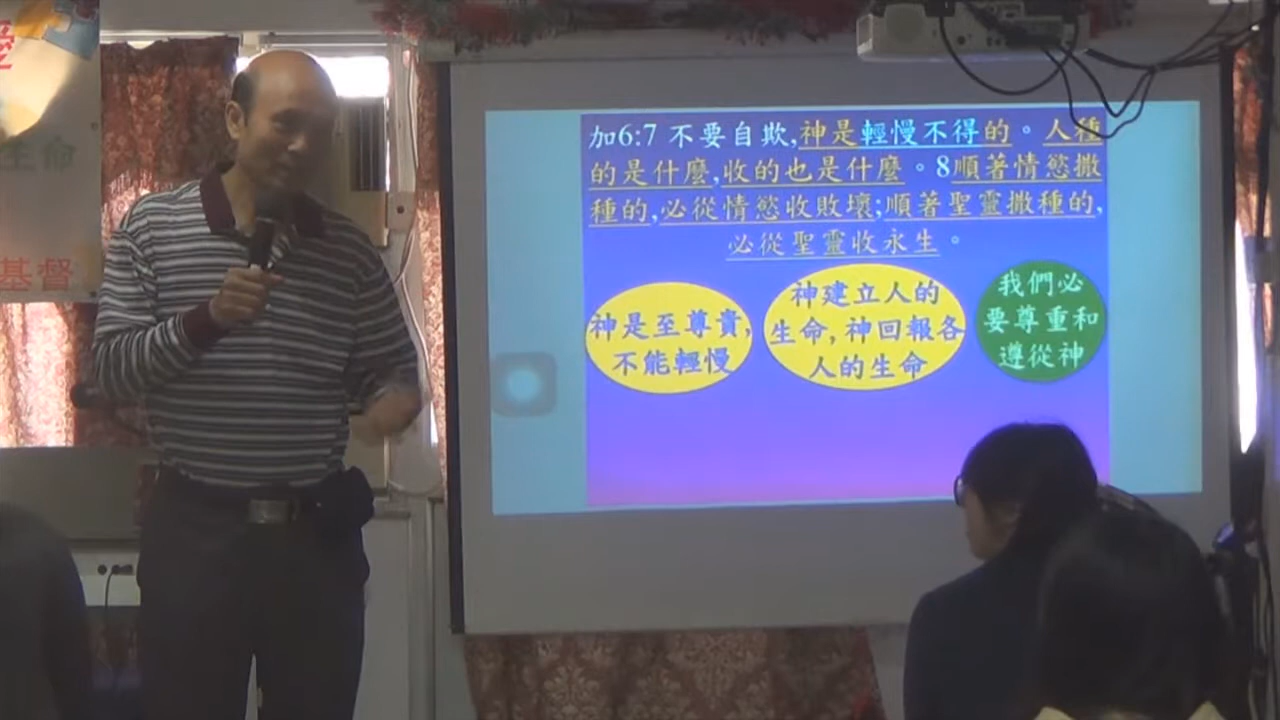 愛
生命
基督
加6:7 不要自欺,神是輕慢不得的。人種
的是什麼,收的也是什麼。8順著情慾撒
種的,必從情慾收敗壞;順著聖靈撒種的,
必從聖靈收永生。
神是至尊貴,
不能輕慢
神建立人的
生命,神回報各
人的生命
我們必
要尊重和
遵從神